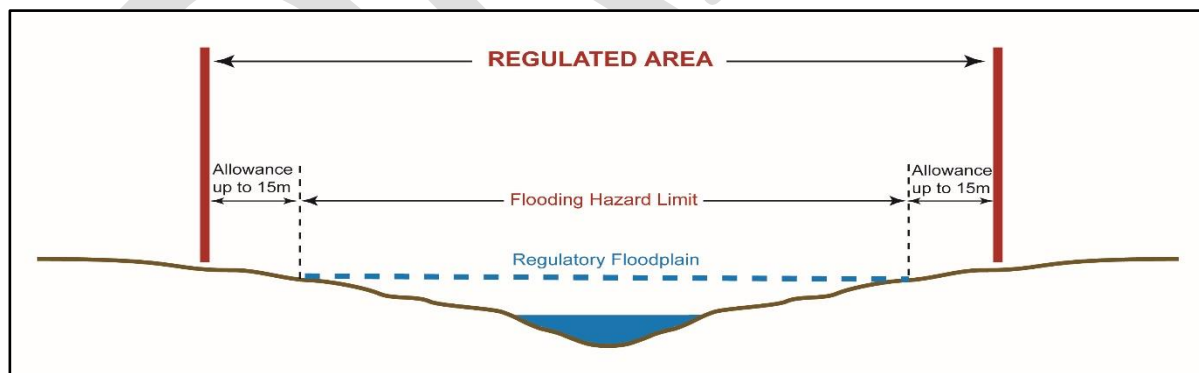 REGULATED AREA
Allowance
up to 15m
Flooding Hazard Limit
Allowance
up to 15m
Regulatory Floodplain